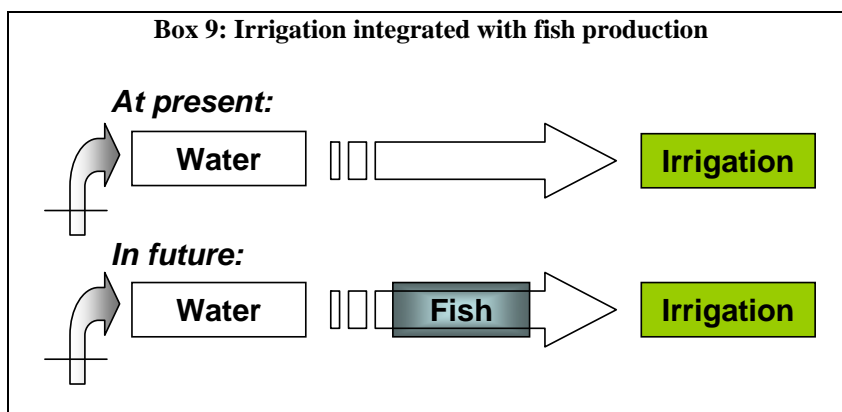 Box 9: Irrigation integrated with fish production
At present:
Water
Irrigation
In future:
Water
Fish
Irrigation